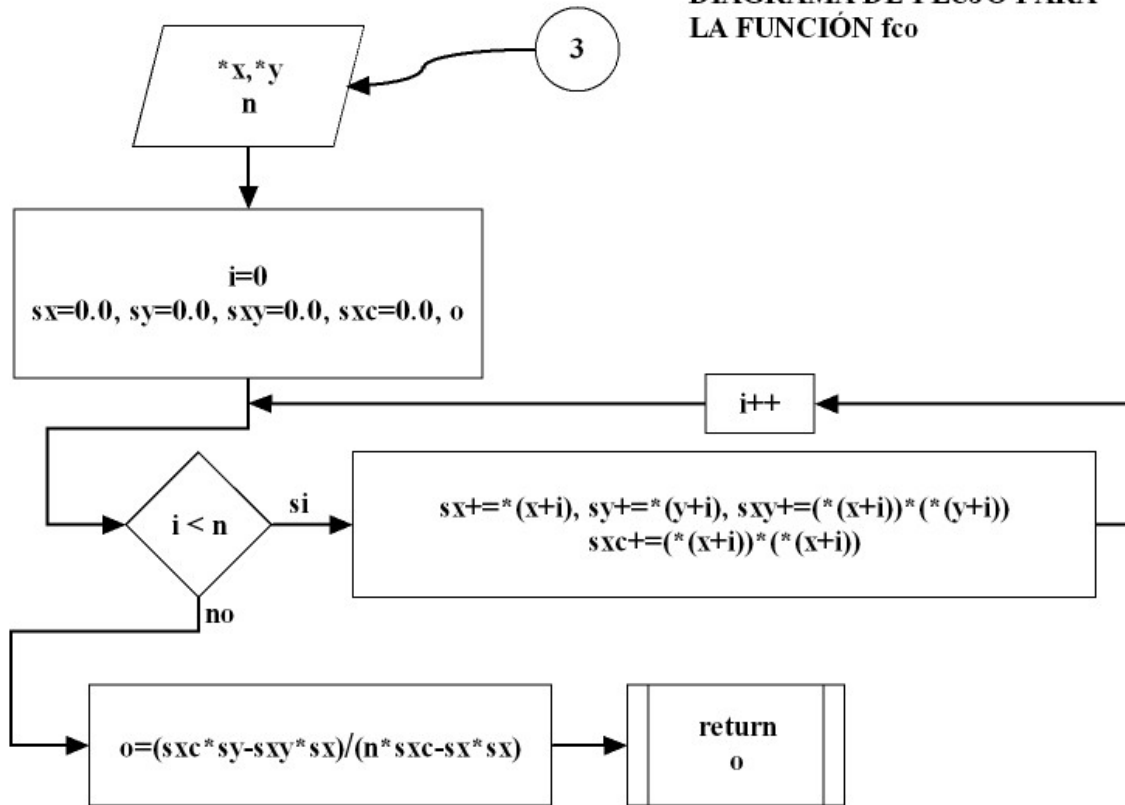 LA FUNCIÓN fco
3
*x,*y
n
i=0
sx=0.0, sy=0.0, sxy=0.0, sxc=0.0, o
i++
i < n
si
sx+=*(x+i), sy+=*(y+i), sxy+=(*(x+i))*(*(y+i))
sxc+=(*(x+i))*(*(x+i))
no
o=(sxc*sy-sxy*sx)/(n*sxc-sx*sx)
return
o